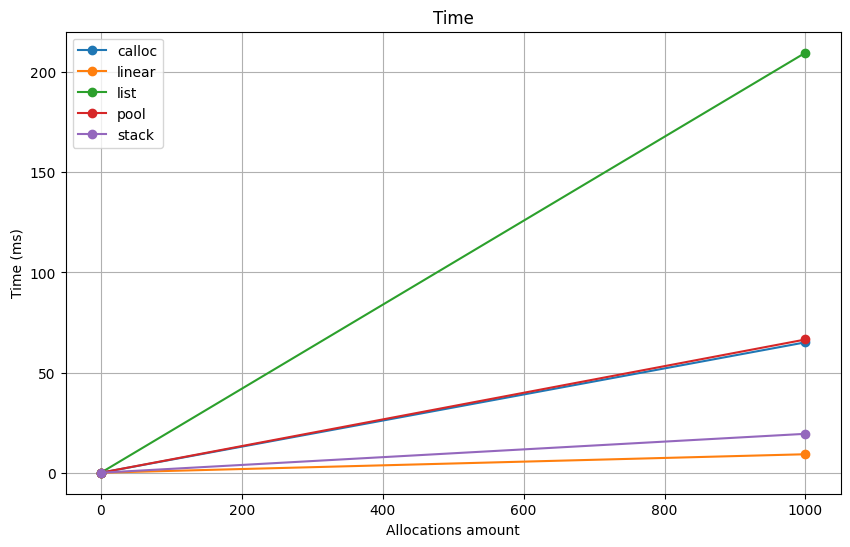 Time
calloc
linear
list
pool
stack
Time (ms)
200
150
100
50
0
0 200 400 600 800 1000
Allocations amount